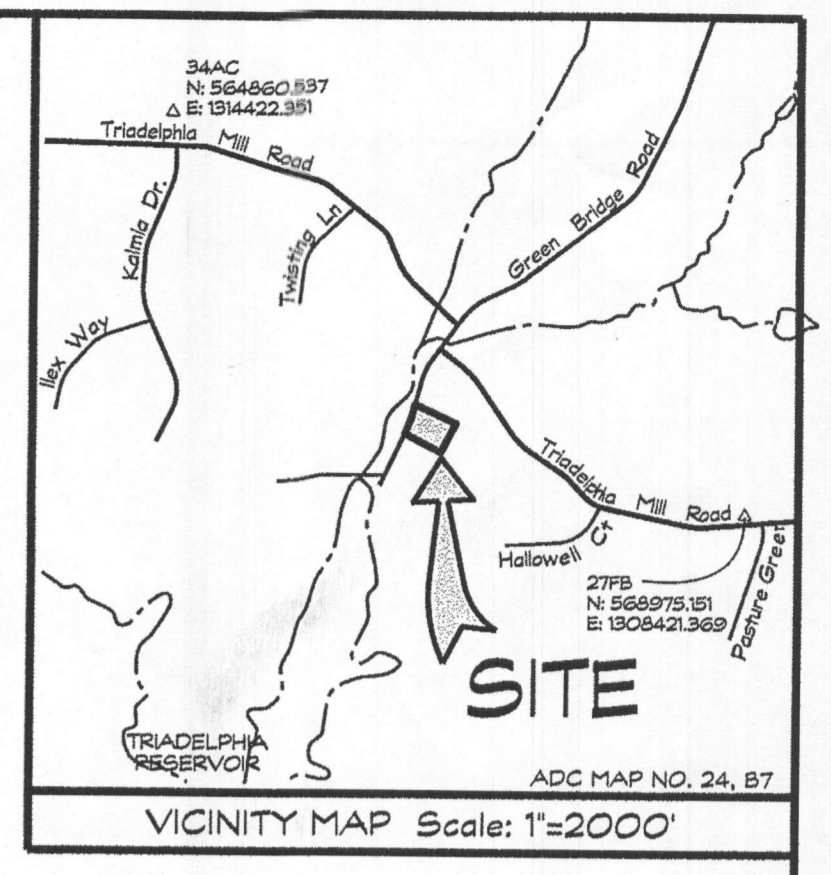 34AC
N: 564860.537
E: 1314422.351
Triadelphia Mill Road
Kalmia Dr.
Twisting Ln
Green Bridge Road
Ilex Way
Triadelphia Mill Road
Hallowell Ct
27FB
N: 568975.151
E: 1308421.369
Pasture Green
SITE
TRIADELPHIA
RESERVOIR
ADC MAP NO. 24, B7
VICINITY MAP Scale: 1"=2000'